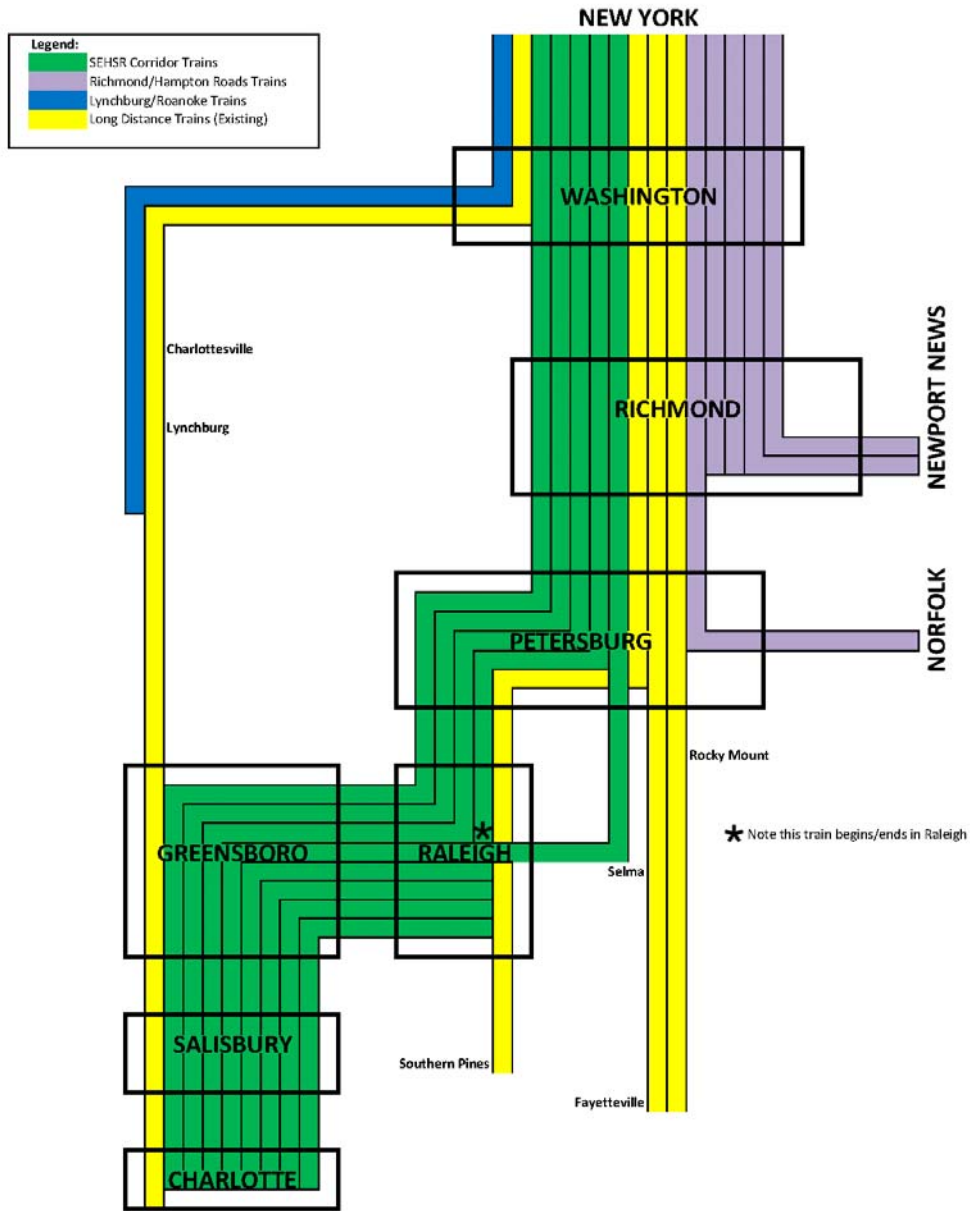 NEW YORK
Legend:
SEHSR Corridor Trains
Richmond/Hampton Roads Trains
Lynchburg/Roanoke Trains
Long Distance Trains (Existing)
WASHINGTON
Charlottesville
NEWPORT NEWS
RICHMOND
Lynchburg
NORFOLK
PETERSBURG
Rocky Mount
* Note this train begins/ends in Raleigh
*
GREENSBORO
RALEIGH
Selma
SALISBURY
Southern Pines
Fayetteville
CHARLOTTE